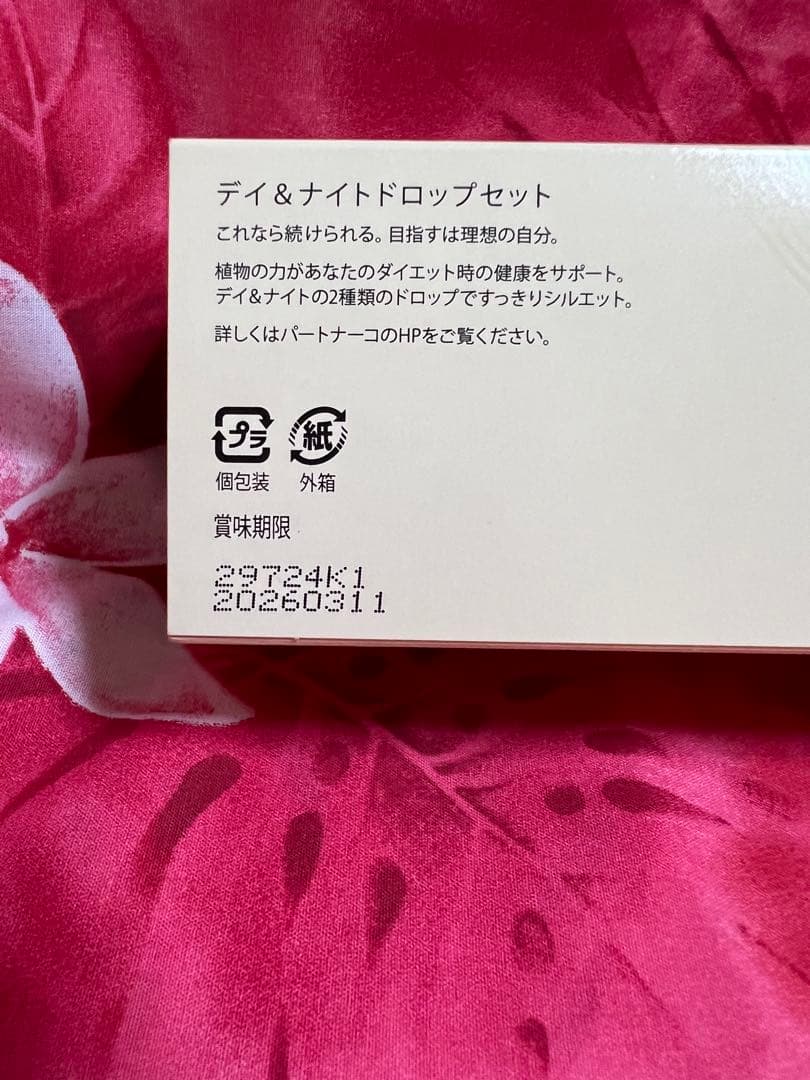 デイ&ナイトドロップセット
これなら続けられる。目指すは理想の自分。
植物の力があなたのダイエット時の健康をサポート。
デイ&ナイトの2種類のドロップですっきりシルエット。
詳しくはパートナーコのHPをご覧ください。
プラ 紙
個包装 外箱
賞味期限
29724K1
20260311